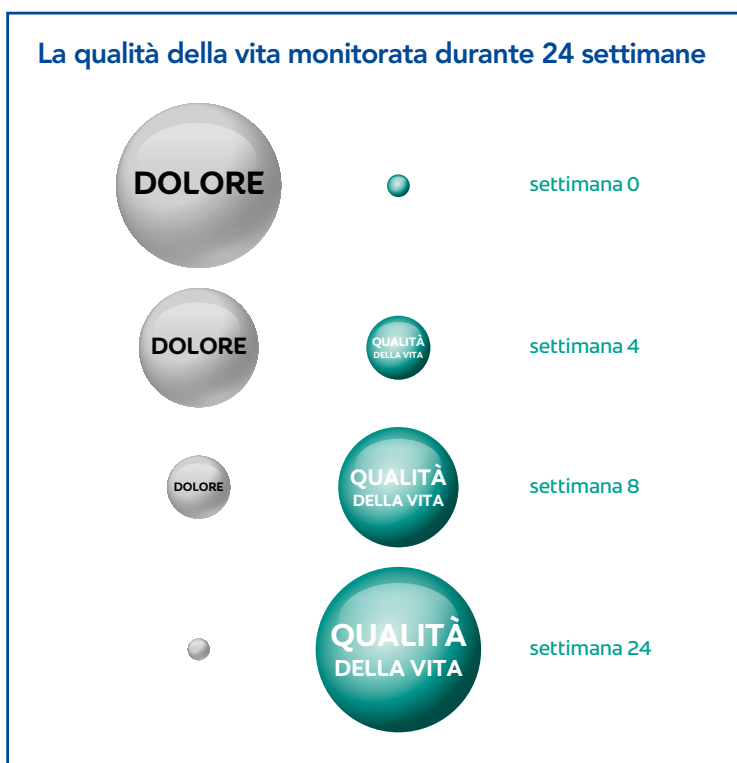 La qualità della vita monitorata durante 24 settimane
DOLORE
settimana 0
DOLORE
QUALITÀ
DELLA VITA
settimana 4
DOLORE
QUALITÀ
DELLA VITA
settimana 8
QUALITÀ
DELLA VITA
settimana 24